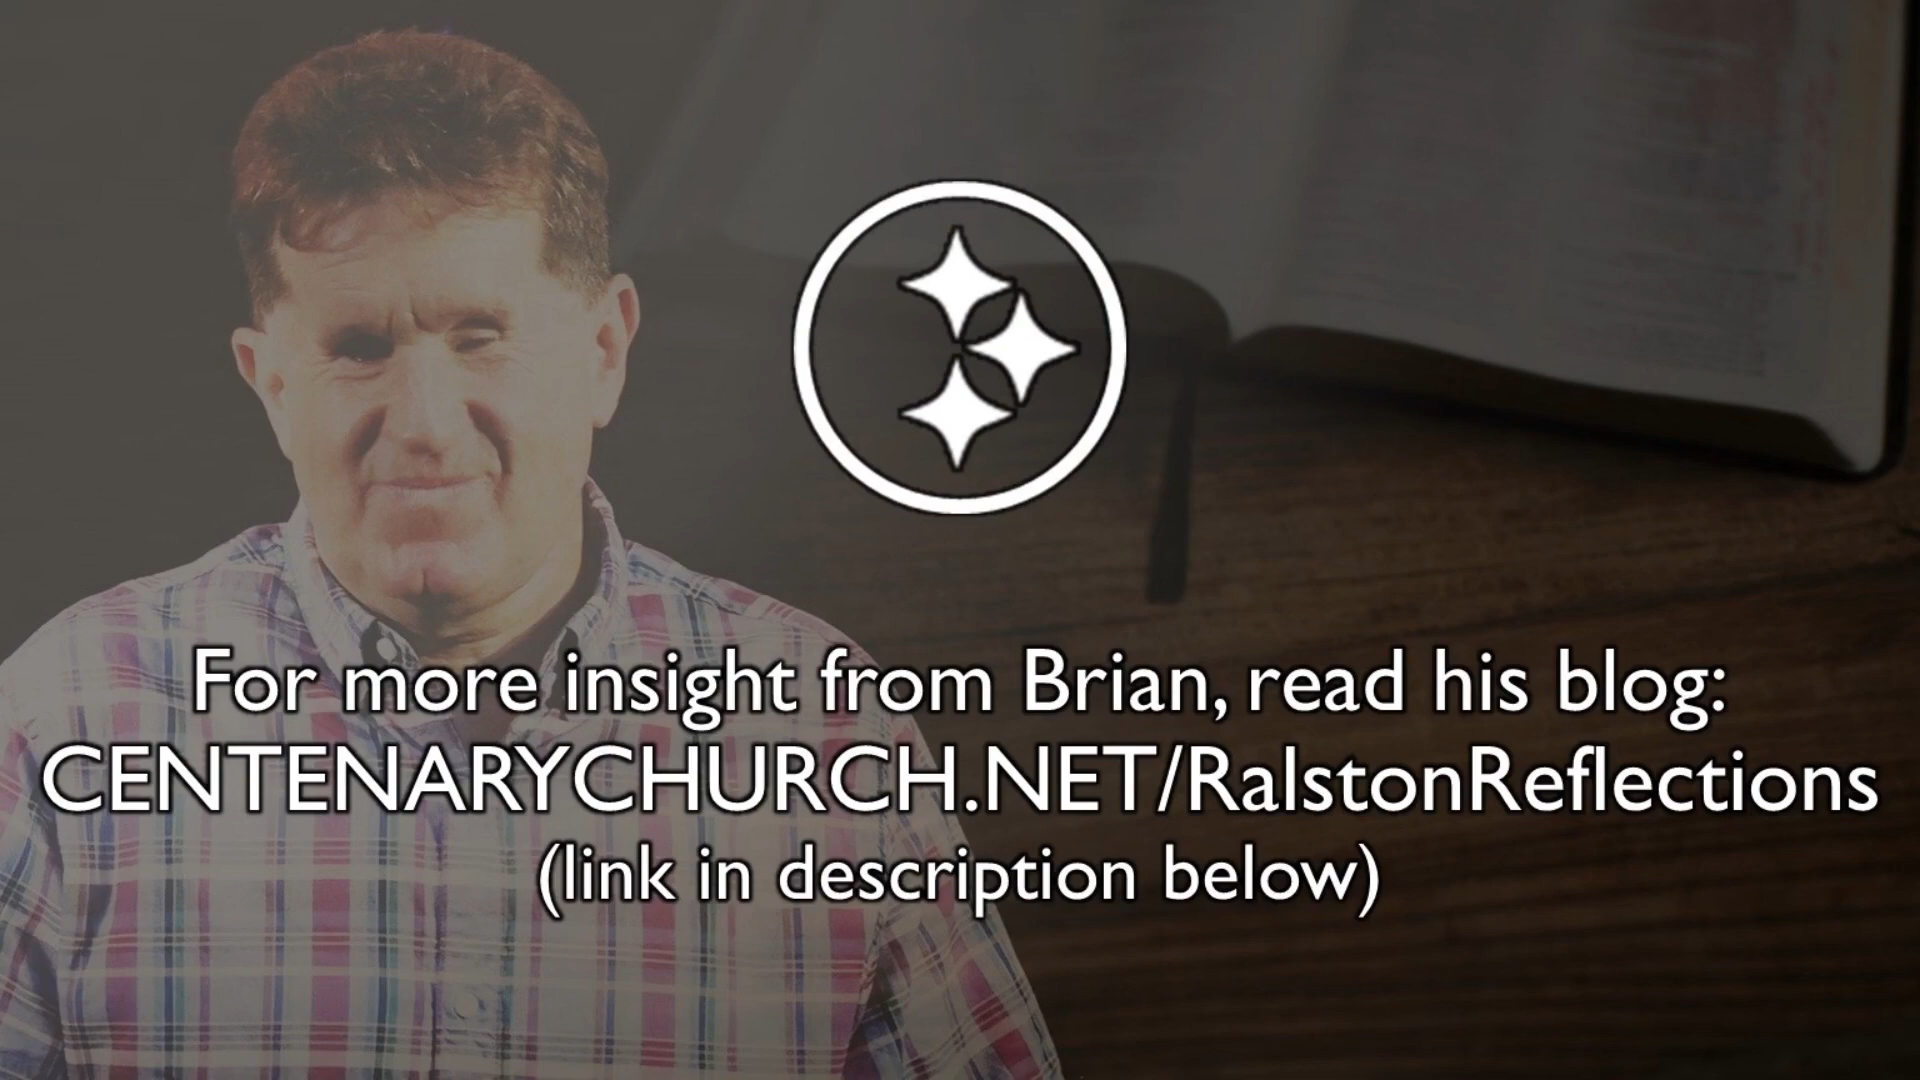 For more insight from Brian, read his blog:
CENTENARYCHURCH.NET/RalstonReflections
(link in description below)